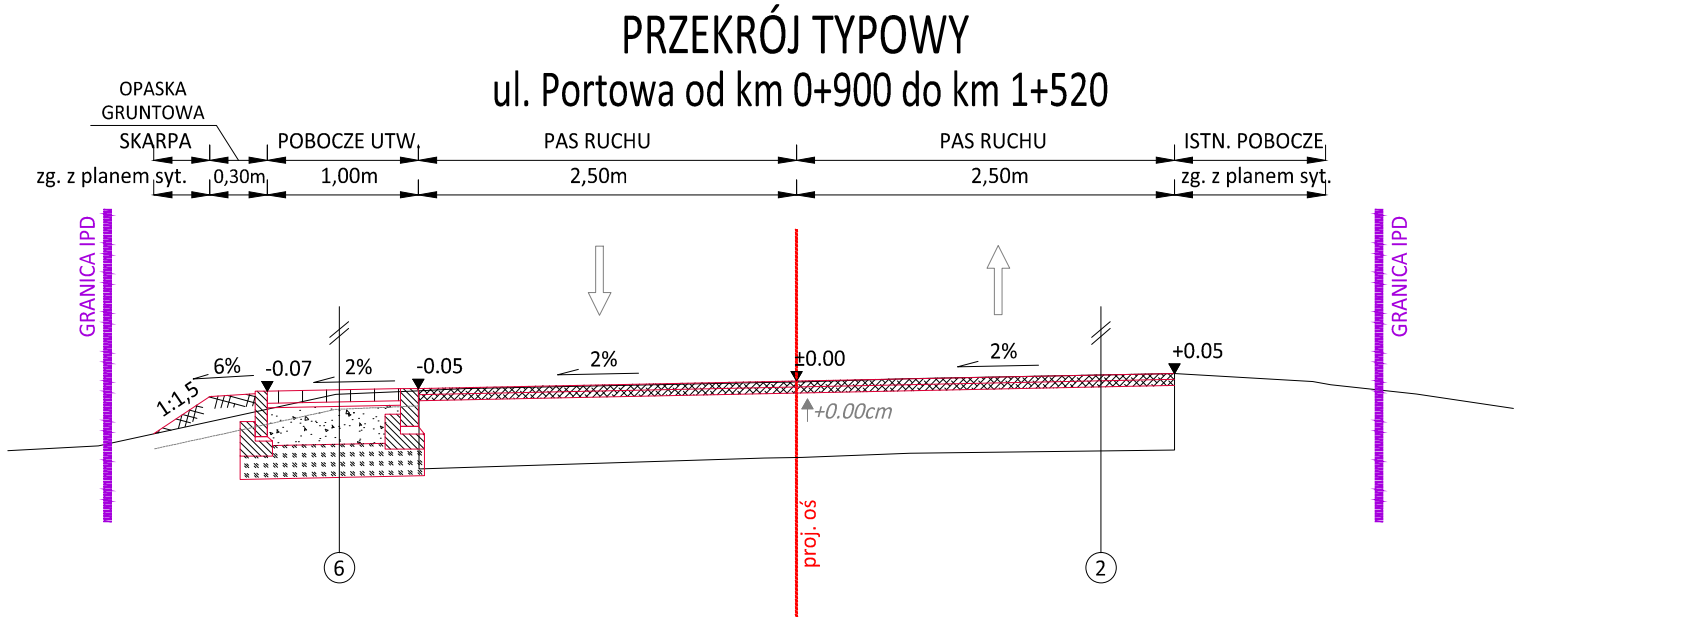 PRZEKRÓJ TYPOWY
ul. Portowa od km 0+900 do km 1+520
OPASKA
GRUNTOWA
SKARPA
POBOCZE UTW.
PAS RUCHU
PAS RUCHU
ISTN. POBOCZE
zg. z planem syt.
0,30m
1,00m
2,50m
2,50m
zg. z planem syt.
GRANICA IPD
GRANICA IPD
1:1,5
6%
-0.07
2%
-0.05
2%
±0.00
2%
+0.05
+0.00cm
proj. oś
6
2